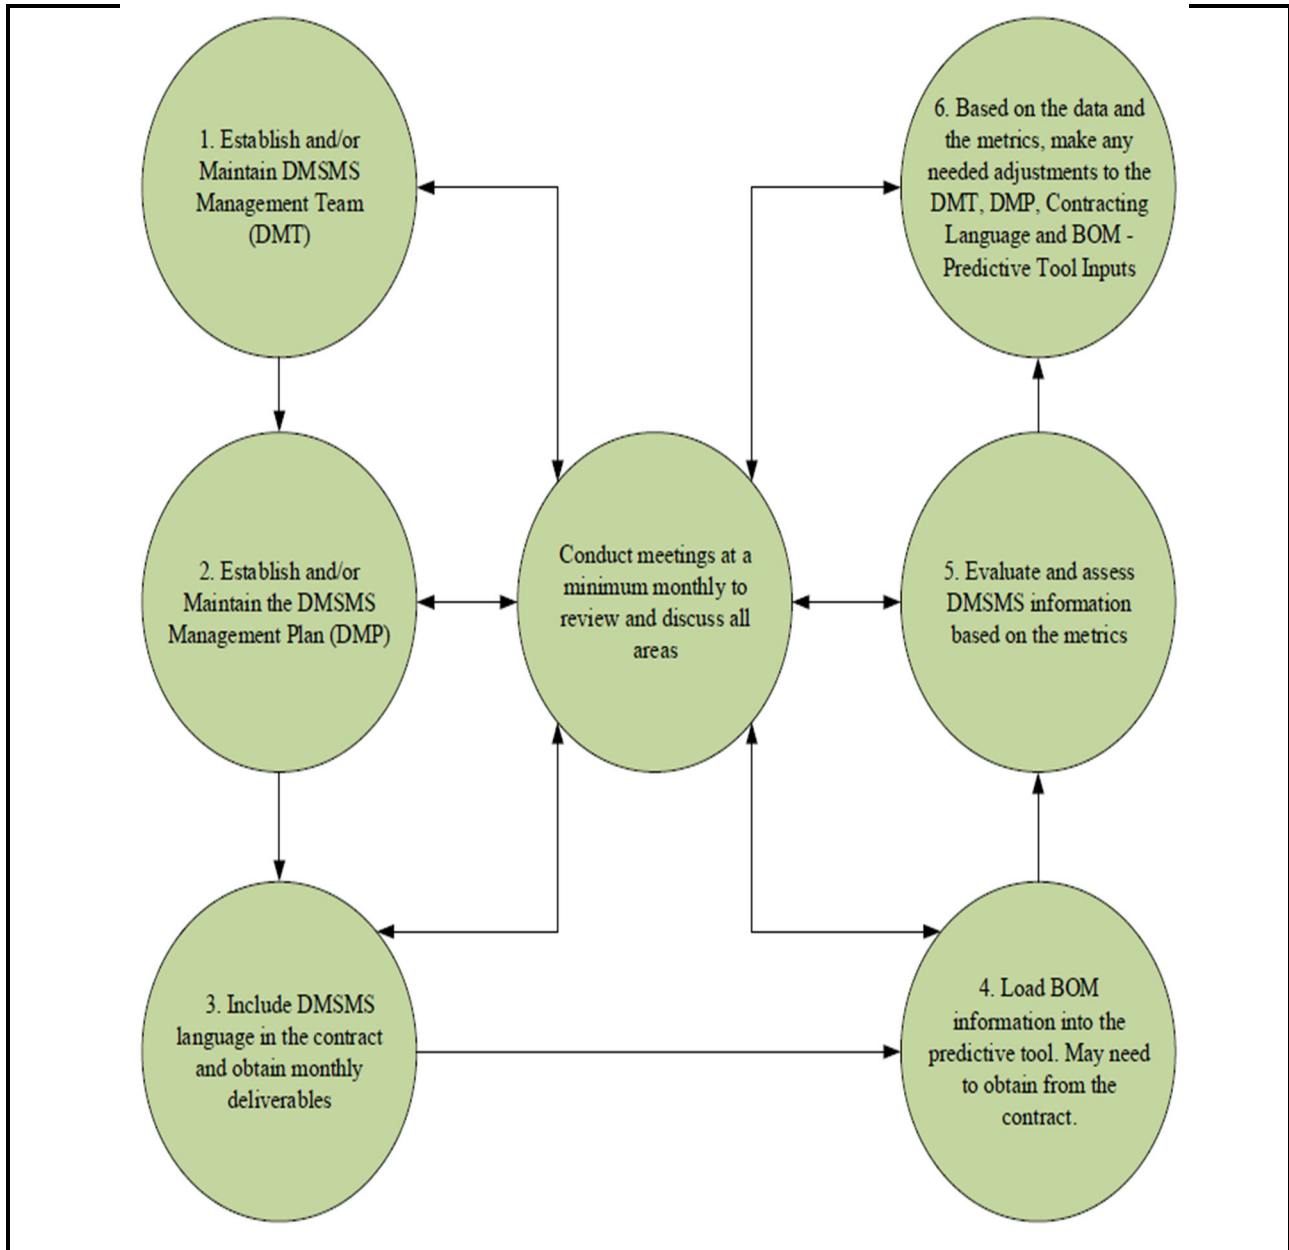 1. Establish and/or
Maintain DMSMS
Management Team
(DMT)
2. Establish and/or
Maintain the DMSMS
Management Plan (DMP)
3. Include DMSMS
language in the contract
and obtain monthly
deliverables
Conduct meetings at a
minimum monthly to
review and discuss all
areas
4. Load BOM
information into the
predictive tool. May need
to obtain from the
contract.
5. Evaluate and assess
DMSMS information
based on the metrics
6. Based on the data and
the metrics, make any
needed adjustments to the
DMT, DMP, Contracting
Language and BOM -
Predictive Tool Inputs